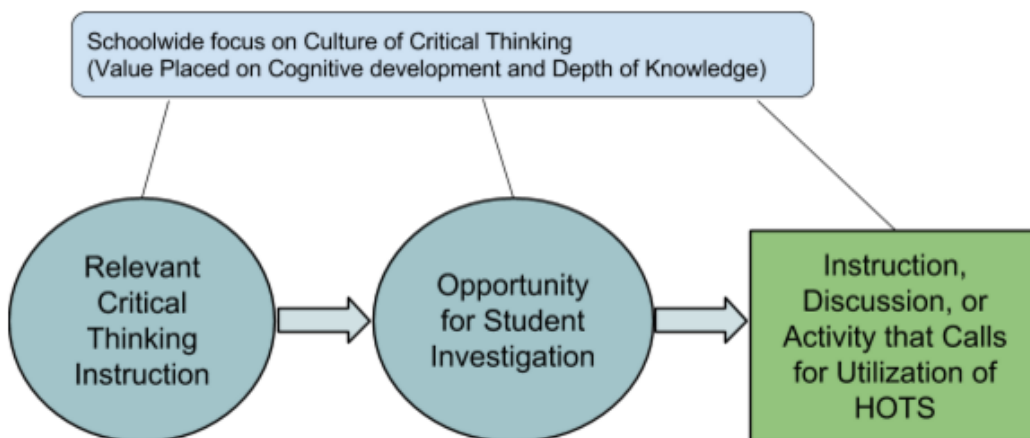 Schoolwide focus on Culture of Critical Thinking
(Value Placed on Cognitive development and Depth of Knowledge)
Relevant
Critical
Thinking
Instruction
Opportunity
for Student
Investigation
Instruction,
Discussion, or
Activity that Calls
for Utilization of
HOTS